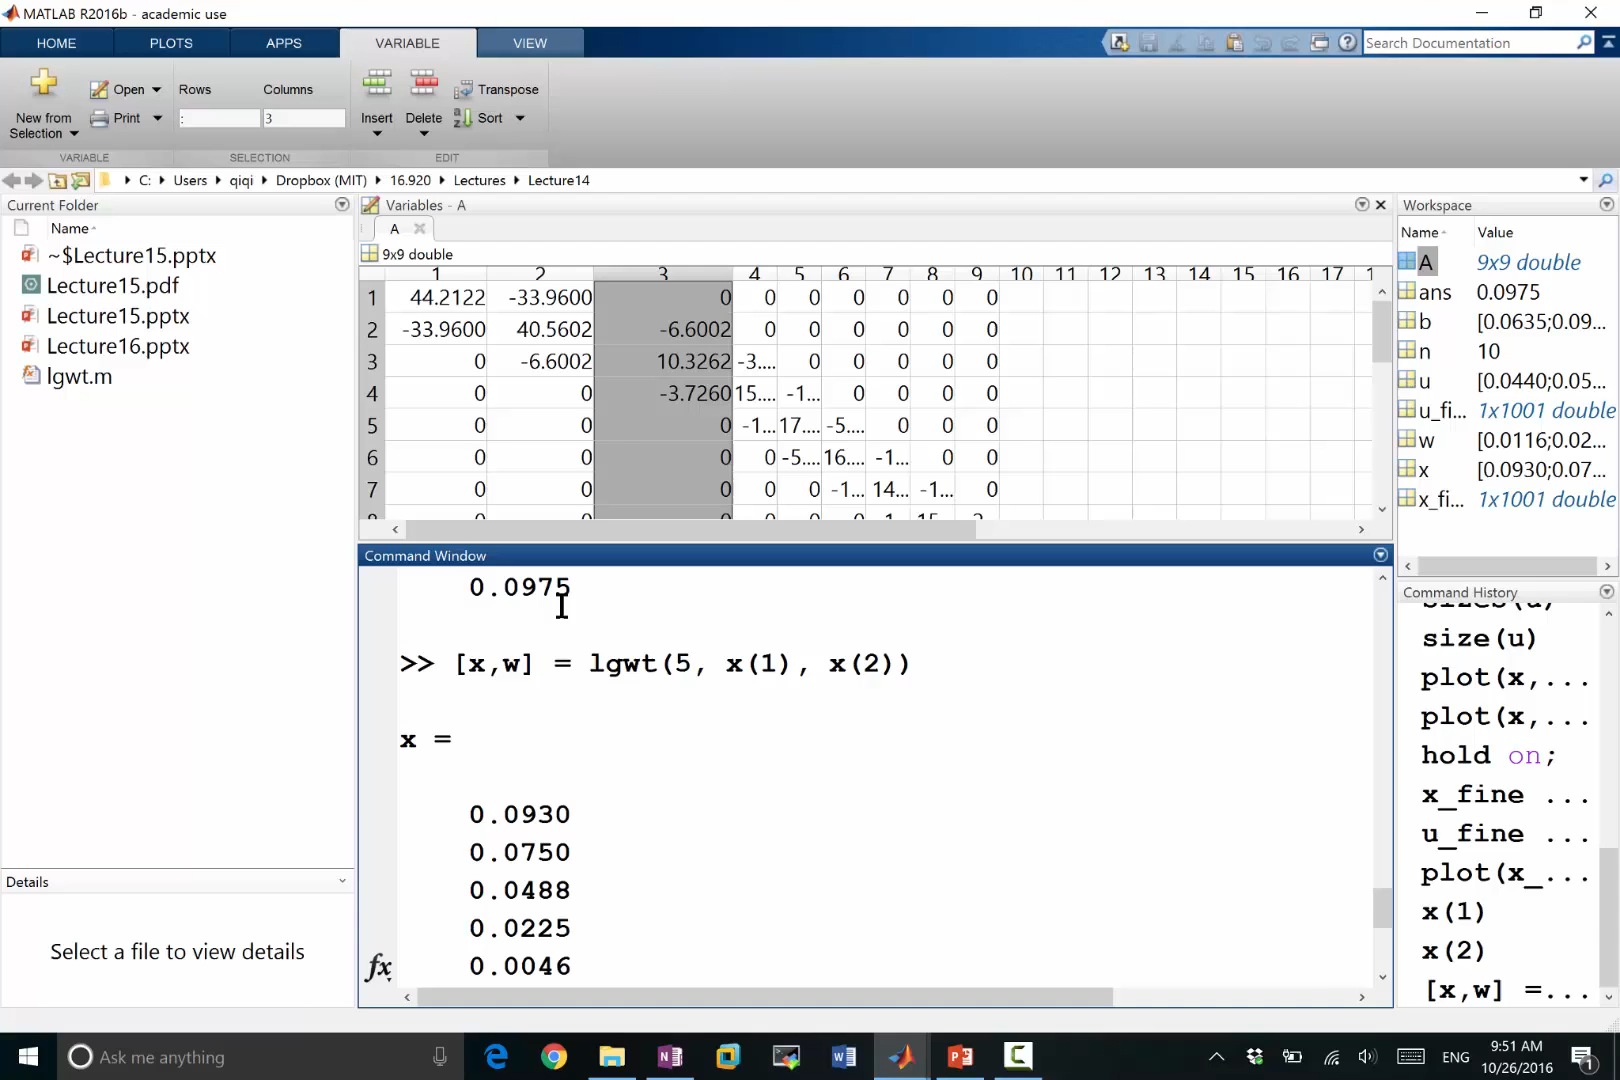 MATLAB R2016b - academic use
HOME PLOTS APPS VARIABLE VIEW
Search Documentation
New from Selection
Open
Print
Rows Columns
: 3
Insert
Delete
Transpose
Sort
VARIABLE SELECTION EDIT
C: Users qiqi Dropbox (MIT) 16.920 Lectures Lecture14
Current Folder
Name
~$Lecture15.pptx
Lecture15.pdf
Lecture15.pptx
Lecture16.pptx
lgwt.m
Details
Select a file to view details
Variables - A
A
9x9 double
1 2 3 4 5 6 7 8 9 10 11 12 13 14 15 16 17 1
1 44.2122 -33.9600 0 0 0 0 0 0 0
2 -33.9600 40.5602 -6.6002 0 0 0 0 0 0
3 0 -6.6002 10.3262 -3.... 0 0 0 0 0
4 0 0 -3.7260 15.... -1... 0 0 0 0
5 0 0 0 -1... 17.... -5.... 0 0 0
6 0 0 0 0 -5.... 16.... -1... 0 0
7 0 0 0 0 0 -1... 14... -1... 0
Command Window
0.0975
>> [x,w] = lgwt(5, x(1), x(2))
x =
0.0930
0.0750
0.0488
0.0225
0.0046
fx
Workspace
Name Value
A 9x9 double
ans 0.0975
b [0.0635;0.09...
n 10
u [0.0440;0.05...
u_fi... 1x1001 double
w [0.0116;0.02...
x [0.0930;0.07...
x_fi... 1x1001 double
Command History
sizes(u)
size(u)
plot(x,...
plot(x,...
hold on;
x_fine ...
u_fine ...
plot(x_...
x(1)
x(2)
[x,w] =...
Ask me anything
ENG
9:51 AM
10/26/2016
1